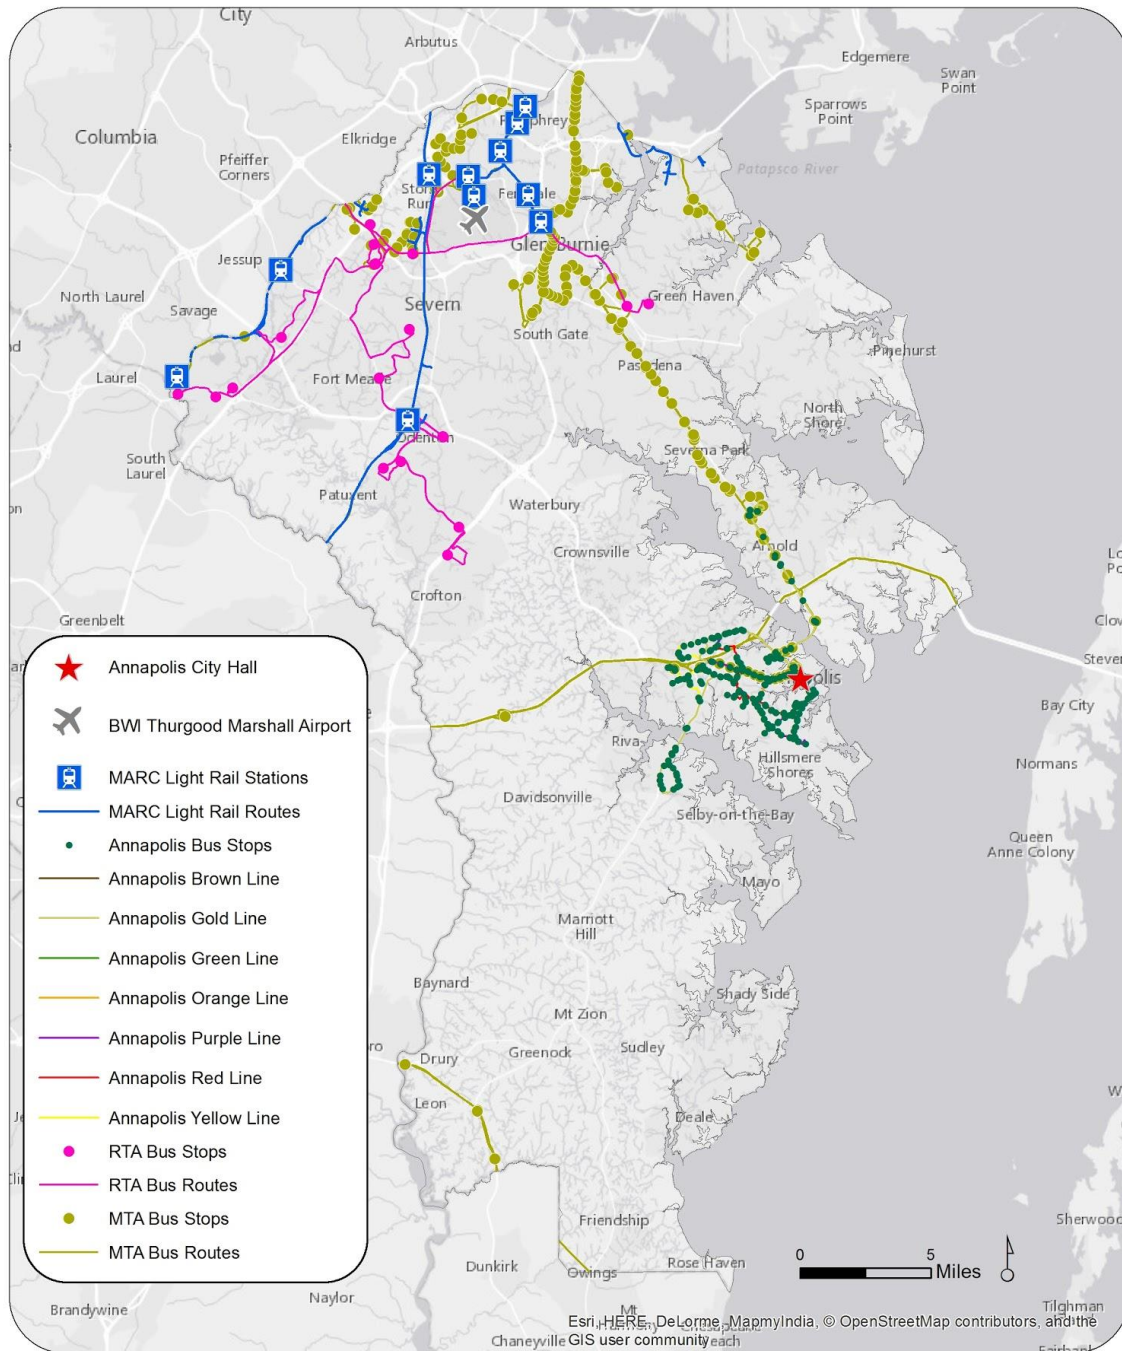 City
Arbutus
Edgemere
Swan
Point
Sparrows
Point
Columbia
Elkridge
Pfeiffer
Corners
Patapsco River
Glen Burnie
Jessup
North Laurel
Savage
Severn
Green Haven
South Gate
Pinehurst
Laurel
Fort Meade
Pasadena
North
Shore
Odenton
Severna Park
South
Laurel
Patuxent
Waterbury
Crownsville
Arnold
Crofton
Greenbelt
Annapolis City Hall
BWI Thurgood Marshall Airport
MARC Light Rail Stations
MARC Light Rail Routes
Annapolis Bus Stops
Annapolis Brown Line
Annapolis Gold Line
Annapolis Green Line
Annapolis Orange Line
Annapolis Purple Line
Annapolis Red Line
Annapolis Yellow Line
RTA Bus Stops
RTA Bus Routes
MTA Bus Stops
MTA Bus Routes
Bay City
Riva
Hillsmere
Shores
Normans
Davidsonville
Selby-on-the-Bay
Queen
Anne Colony
Mayo
Marriott
Hill
Baynard
Shady Side
Mt Zion
Drury
Greenock
Sudley
Leon
Deale
Friendship
Dunkirk
Owings
Rose Haven
0 5
Miles
Naylor
Brandywine
Tilghman
Chaneyville
Esri, HERE, DeLorme, MapmyIndia, © OpenStreetMap contributors, and the
GIS user community